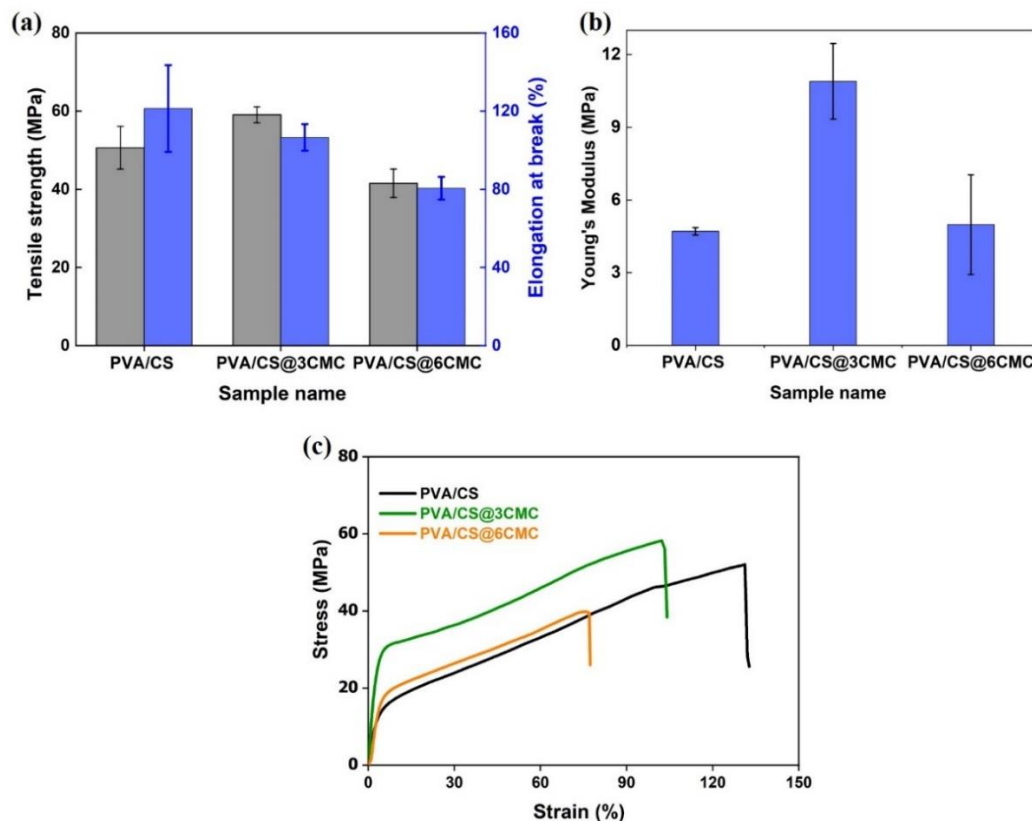 (a)
80
60
40
20
0
Tensile strength (MPa)
160
120
80
40
0
Elongation at break (%)
PVA/CS PVA/CS@3CMC PVA/CS@6CMC
Sample name
(b)
12
9
6
3
0
Young's Modulus (MPa)
PVA/CS PVA/CS@3CMC PVA/CS@6CMC
Sample name
(c)
80
60
40
20
0
Stress (MPa)
PVA/CS
PVA/CS@3CMC
PVA/CS@6CMC
0 30 60 90 120 150
Strain (%)